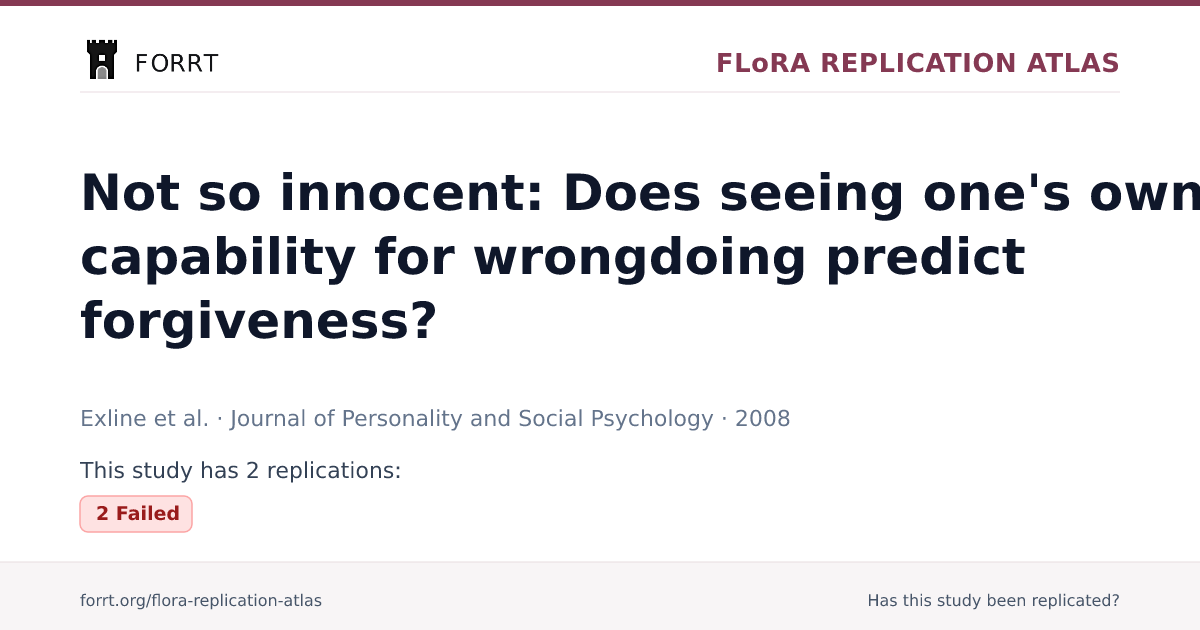 FORRT
FLoRA REPLICATION ATLAS
Not so innocent: Does seeing one's own
capability for wrongdoing predict
forgiveness?
Exline et al. · Journal of Personality and Social Psychology · 2008
This study has 2 replications:
2 Failed
forrt.org/flora-replication-atlas
Has this study been replicated?